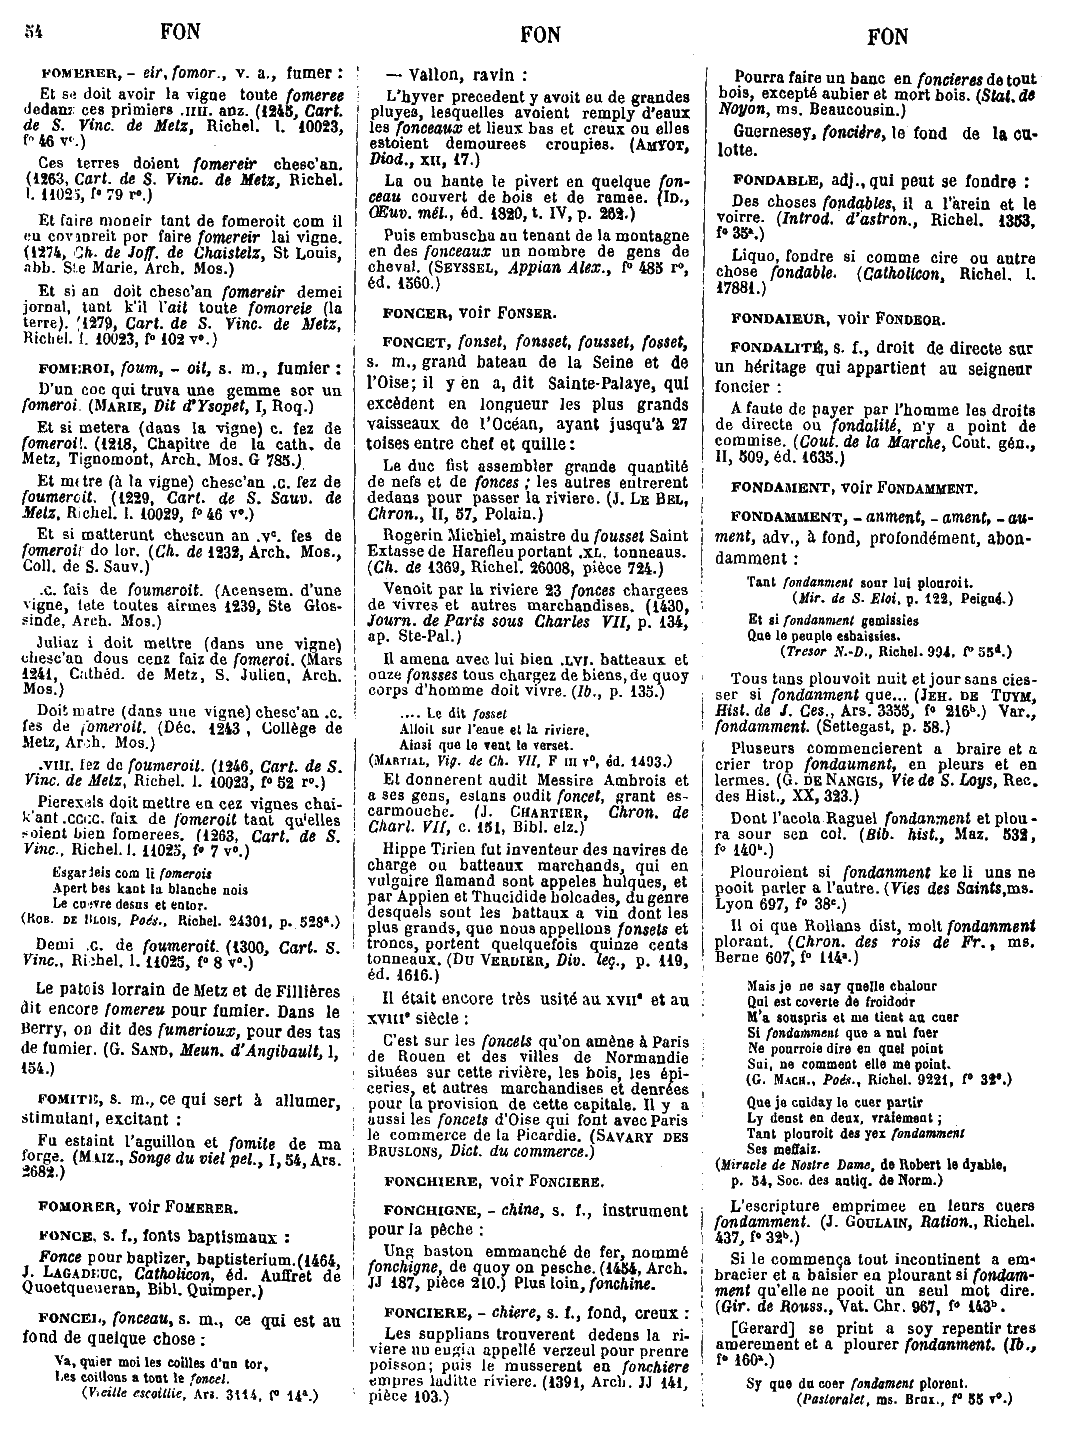 54 FON
FON
FON
FOMERER, - eir, fomor., v. a., fumer :
Et se doit avoir la vigne toute fomeree
dedanz ces primiers .IIII. anz. (1245, Cart.
de S. Vinc. de Metz, Richel. l. 10023,
f° 46 v°.)
Ces terres doient fomereir chesc'an.
(1263, Cart. de S. Vinc. de Metz, Richel.
l. 11025, f° 79 r°.)
Et faire moneir tant de fomeroit com il
eu covanreit por faire fomereir lai vigne.
(1274, Ch. de Joff. de Chaistelz, St Louis,
abb. Ste Marie, Arch. Mos.)
Et si an doit chesc'an fomereir demei
jornal, tant k'il l'ait toute fomoreie (la
terre). (1279, Cart. de S. Vinc. de Metz,
Richel. l. 10023, f° 102 v°.)
FOMEROI, foum, - oit, s. m., fumier :
D'un coc qui truva une gemme sor un
fomeroi. (MARIE, Dit d'Ysopet, I, Roq.)
Et si metera (dans la vigne) c. fez de
fomeroit. (1218, Chapitre de la cath. de
Metz, Tignomont, Arch. Mos. G 785.)
Et metre (à la vigne) chesc'an .c. fez de
foumeroit. (1229, Cart. de S. Sauv. de
Metz, Richel. l. 10029, f° 46 v°.)
Et si matterunt chescun an .vc. fes de
fomeroit do lor. (Ch. de 1232, Arch. Mos.,
Coll. de S. Sauv.)
.c. fais de foumeroit. (Acensem. d'une
vigne, tete toutes airmes 1239, Ste Glos-
sinde, Arch. Mos.)
Juliaz i doit mettre (dans une vigne)
chesc'an dous cenz faiz de fomeroi. (Mars
1241, Cathéd. de Metz, S. Julien, Arch.
Mos.)
Doit matre (dans une vigne) chesc'an .c.
fes de fomeroit. (Déc. 1243, Collège de
Metz, Arch. Mos.)
.VIII. fez de foumeroit. (1246, Cart. de S.
Vinc. de Metz, Richel. l. 10023, f° 52 r°.)
Pierexels doit mettre en cez vignes chai-
k'ant .CCCC. faix de fomeroit tant qu'elles
soient bien fomerees. (1263, Cart. de S.
Vinc., Richel. l. 11025, f° 7 v°.)
Esgardeis com li fomerois
Apert bes kant la blanche nois
Le cuevre desus et entor.
(ROB. DE BLOIS, Poés., Richel. 24301, p. 528ª.)
Demi .c. de foumeroit. (1300, Cart. S.
Vinc., Richel. l. 11025, f° 8 v°.)
Le patois lorrain de Metz et de Fillières
dit encore fomereu pour fumier. Dans le
Berry, on dit des fumerioux, pour des tas
de fumier. (G. SAND, Meun. d'Angibault, 1,
154.)
FOMITE, s. m., ce qui sert à allumer,
stimulant, excitant :
Fu estaint l'aguillon et fomite de ma
forge. (MAIZ., Songe du viel pel., I, 54, Ars.
2682.)
FOMORER, voir FOMERER.
FONCE, s. f., fonts baptismaux :
Fonce pour baptizer, baptisterium. (1464,
J. LAGADEUC, Catholicon, éd. Auffret de
Quoetqueueran, Bibl. Quimper.)
FONCEL, fonceau, s. m., ce qui est au
fond de quelque chose :
Va, quier moi les coilles d'un tor,
Les coillons a tout le foncel.
(Vieille escoillie, Ars. 3114, f° 14ª.)
— Vallon, ravin :
L'hyver precedent y avoit eu de grandes
pluyes, lesquelles avoient remply d'eaux
les fonceaux et lieux bas et creux ou elles
estoient demourees croupies. (AMYOT,
Diod., XII, 17.)
La ou hante le pivert en quelque fon-
ceau couvert de bois et de ramee. (ID.,
Œuv. mél., éd. 1820, t. IV, p. 262.)
Puis embuscha au tenant de la montagne
en des fonceaux un nombre de gens de
cheval. (SEYSSEL, Appian Alex., f° 485 r°,
éd. 1560.)
FONCER, voir FONSER.
FONCET, fonset, fonsset, fousset, fosset,
s. m., grand bateau de la Seine et de
l'Oise; il y en a, dit Sainte-Palaye, qui
excèdent en longueur les plus grands
vaisseaux de l'Océan, ayant jusqu'à 27
toises entre chef et quille :
Le duc fist assembler grande quantité
de nefs et de fonces ; les autres entrerent
dedans pour passer la riviere. (J. LE BEL,
Chron., II, 57, Polain.)
Rogerin Michiel, maistre du fousset Saint
Extasse de Harefleu portant .XL. tonneaus.
(Ch. de 1369, Richel. 26008, pièce 724.)
Venoit par la riviere 23 fonces chargees
de vivres et autres marchandises. (1430,
Journ. de Paris sous Charles VII, p. 134,
ap. Ste-Pal.)
Il amena avec lui bien .LVI. batteaux et
onze fonsses tous chargez de biens, de quoy
corps d'homme doit vivre. (Ib., p. 135.)
.... Le dit fosset
Alloit sur l'eaue et la riviere,
Ainsi que le vent le verset.
(MARTIAL, Vig. de Ch. VII, F III v°, éd. 1493.)
Et donnerent audit Messire Ambrois et
a ses gens, estans oudit foncet, grant es-
carmouche. (J. CHARTIER, Chron. de
Charl. VII, c. 151, Bibl. elz.)
Hippe Tirien fut inventeur des navires de
charge ou batteaux marchands, qui en
vulgaire flamand sont appeles hulques, et
par Appien et Thucidide holcades, du genre
desquels sont les battaux a vin dont les
plus grands, que nous appellons fonsets et
troncs, portent quelquefois quinze cents
tonneaux. (DU VERDIER, Div. leç., p. 119,
éd. 1616.)
Il était encore très usité au XVIIe et au
XVIIIe siècle :
C'est sur les foncets qu'on amène à Paris
de Rouen et des villes de Normandie
situées sur cette rivière, les bois, les épi-
ceries, et autres marchandises et denrées
pour la provision de cette capitale. Il y a
aussi les foncets d'Oise qui font avec Paris
le commerce de la Picardie. (SAVARY DES
BRUSLONS, Dict. du commerce.)
FONCHIERE, voir FONCIERE.
FONCHIGNE, - chine, s. f., instrument
pour la pêche :
Ung baston emmanché de fer, nommé
fonchigne, de quoy on pesche. (1454, Arch.
JJ 187, pièce 210.) Plus loin, fonchine.
FONCIERE, - chiere, s. f., fond, creux :
Les supplians trouverent dedens la ri-
viere un eugin appellé verzeul pour prenre
poisson; puis le musserent en fonchiere
empres laditte riviere. (1391, Arch. JJ 141,
pièce 103.)
Pourra faire un banc en foncieres de tout
bois, excepté aubier et mort bois. (Stat. de
Noyon, ms. Beaucousin.)
Guernesey, foncière, le fond de la cu-
lotte.
FONDABLE, adj., qui peut se fondre :
Des choses fondables, il a l'àrein et le
voirre. (Introd. d'astron., Richel. 1353,
f° 35ª.)
Liquo, fondre si comme cire ou autre
chose fondable. (Catholicon, Richel. l.
17881.)
FONDAIEUR, voir FONDEOR.
FONDALITÉ, s. f., droit de directe sur
un héritage qui appartient au seigneur
foncier :
A faute de payer par l'homme les droits
de directe ou fondalité, n'y a point de
commise. (Cout. de la Marche, Cout. gén.,
II, 509, éd. 1635.)
FONDAMENT, voir FONDAMMENT.
FONDAMMENT, - anment, - ament, - au-
ment, adv., à fond, profondément, abon-
damment :
Tant fondanment sour lui plouroit.
(Mir. de S. Eloi, p. 122, Peigné.)
Et si fondanment gemissies
Que le peuple esbaissies.
(Tresor N.-D., Richel. 994, f° 55d.)
Tous tans plouvoit nuit et jour sans cies-
ser si fondanment que... (JEH. DE TUYM,
Hist. de J. Ces., Ars. 3355, f° 216b.) Var.,
fondamment. (Settegast, p. 58.)
Pluseurs commencierent a braire et a
crier trop fondaument, en pleurs et en
lermes. (G. DE NANGIS, Vie de S. Loys, Rec.
des Hist., XX, 323.)
Dont l'acola Raguel fondanment et plou-
ra sour sen col. (Bib. hist., Maz. 532,
f° 140b.)
Plouroient si fondanment ke li uns ne
pooit parler a l'autre. (Vies des Saints, ms.
Lyon 697, f° 38c.)
Il oi que Rollans dist, molt fondanment
plorant. (Chron. des rois de Fr., ms.
Berne 607, f° 114ª.)
Mais je ne say quelle chalour
Qui est coverte de froidour
M'a souspris et me tient au cuer
Si fondamment que a nul fuer
Ne pourroie dire en quel point
Sui, ne comment elle me point.
(G. MACH., Poés., Richel. 9221, f° 32e.)
Que je cuiday le cuer partir
Ly deust en deux, vraiement ;
Tant plouroit des yex fondamment
Ses meffaiz.
(Miracle de Nostre Dame, de Robert le dyable,
p. 54, Soc. des antiq. de Norm.)
L'escripture emprimee en leurs cuers
fondamment. (J. GOULAIN, Ration., Richel.
437, f° 32b.)
Si le commença tout incontinent a em-
bracier et a baisier en plourant si fondam-
ment qu'elle ne pooit un seul mot dire.
(Gir. de Rouss., Vat. Chr. 967, f° 143b.
[Gerard] se print a soy repentir tres
amerement et a plourer fondanment. (Ib.,
f° 160ª.)
Sy que du coer fondament plorent.
(Pastoralet, ms. Brux., f° 55 v°.)